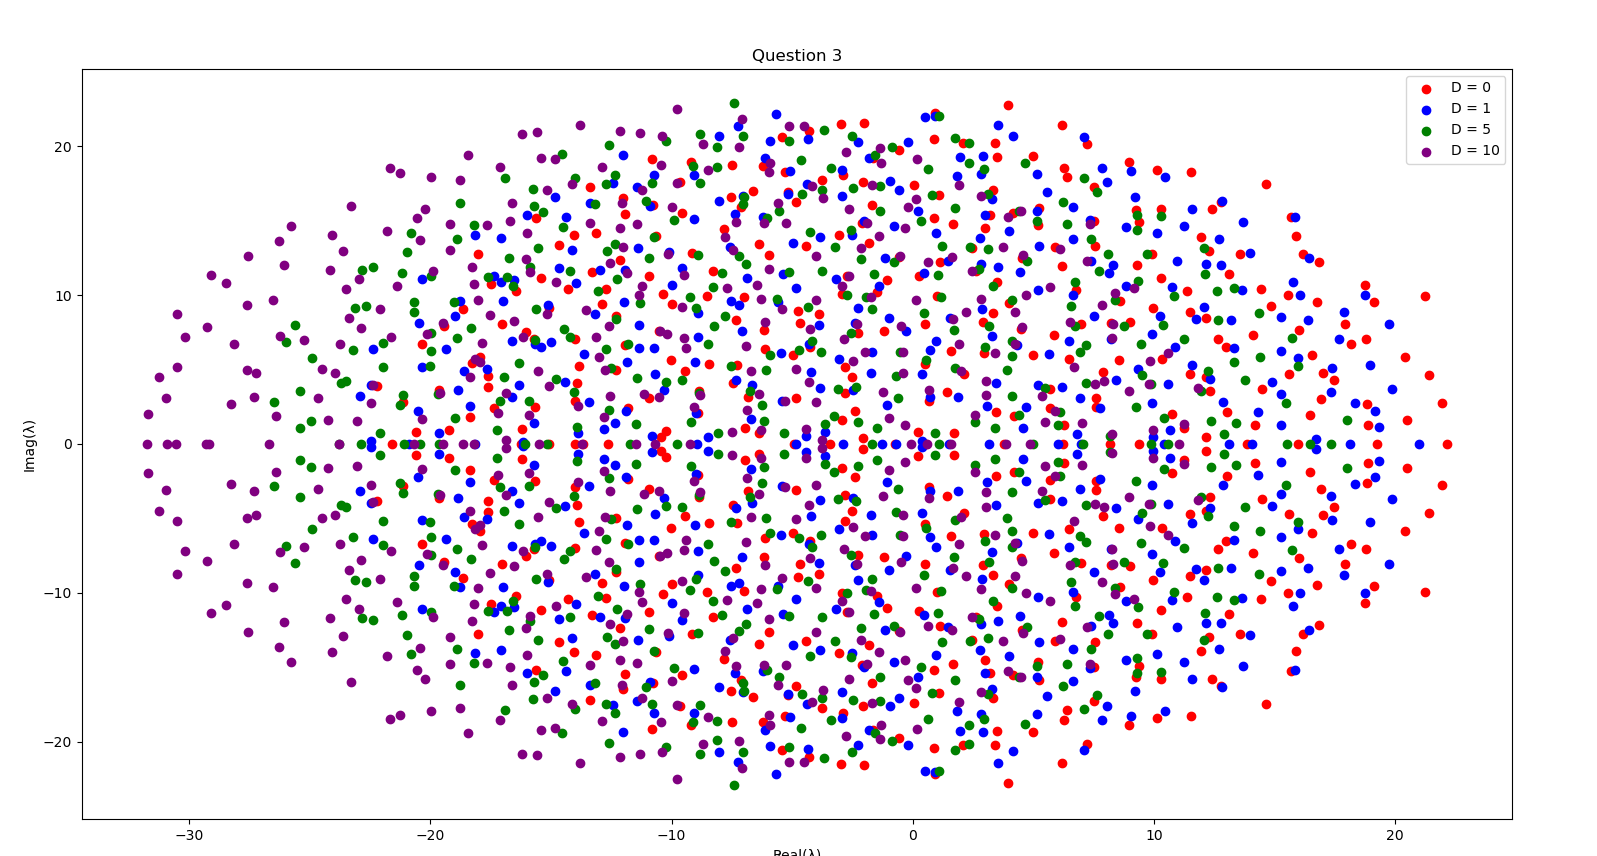 Question 3
D = 0
D = 1
D = 5
D = 10
20
10
0
−10
−20
Imag(λ)
−30
−20
−10
0
10
20
Real(λ)